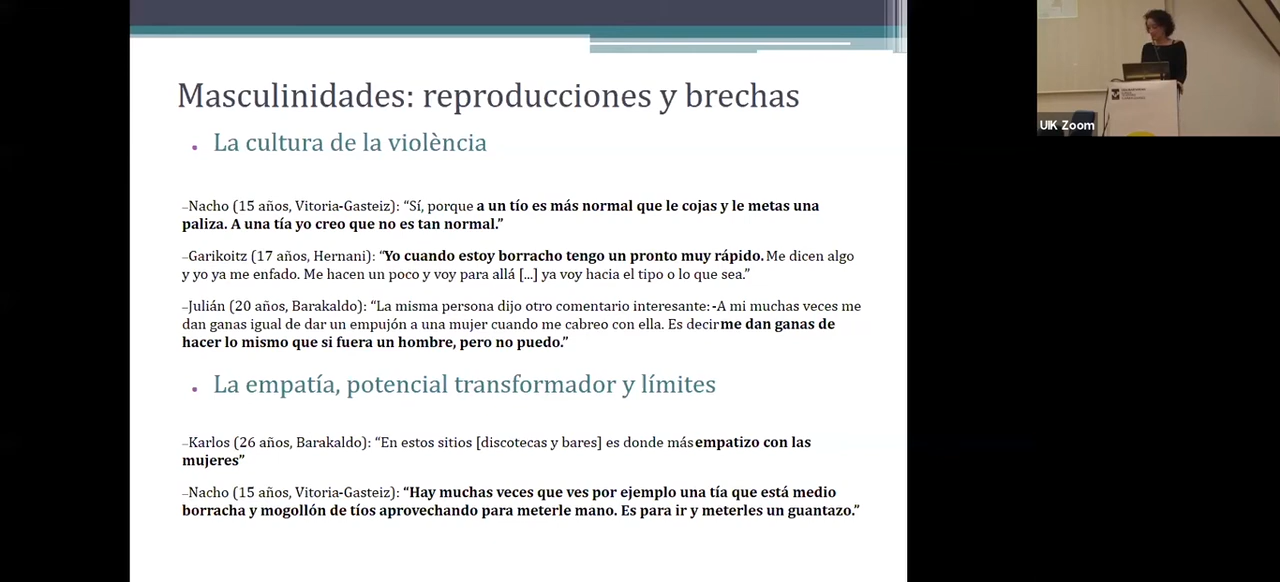 Masculinidades: reproducciones y brechas
La cultura de la violència
–Nacho (15 años, Vitoria-Gasteiz): “Sí, porque a un tío es más normal que le cojas y le metas una
paliza. A una tía yo creo que no es tan normal.”
–Garikoitz (17 años, Hernani): “Yo cuando estoy borracho tengo un pronto muy rápido. Me dicen algo
y yo ya me enfado. Me hacen un poco y voy para allá [...] ya voy hacia el tipo o lo que sea.”
–Julián (20 años, Barakaldo): “La misma persona dijo otro comentario interesante: -A mi muchas veces me
dan ganas igual de dar un empujón a una mujer cuando me cabreo con ella. Es decir me dan ganas de
hacer lo mismo que si fuera un hombre, pero no puedo.”
La empatía, potencial transformador y límites
–Karlos (26 años, Barakaldo): “En estos sitios [discotecas y bares] es donde más empatizo con las
mujeres”
–Nacho (15 años, Vitoria-Gasteiz): “Hay muchas veces que ves por ejemplo una tía que está medio
borracha y mogollón de tíos aprovechando para meterle mano. Es para ir y meterles un guantazo.”
UIK Zoom